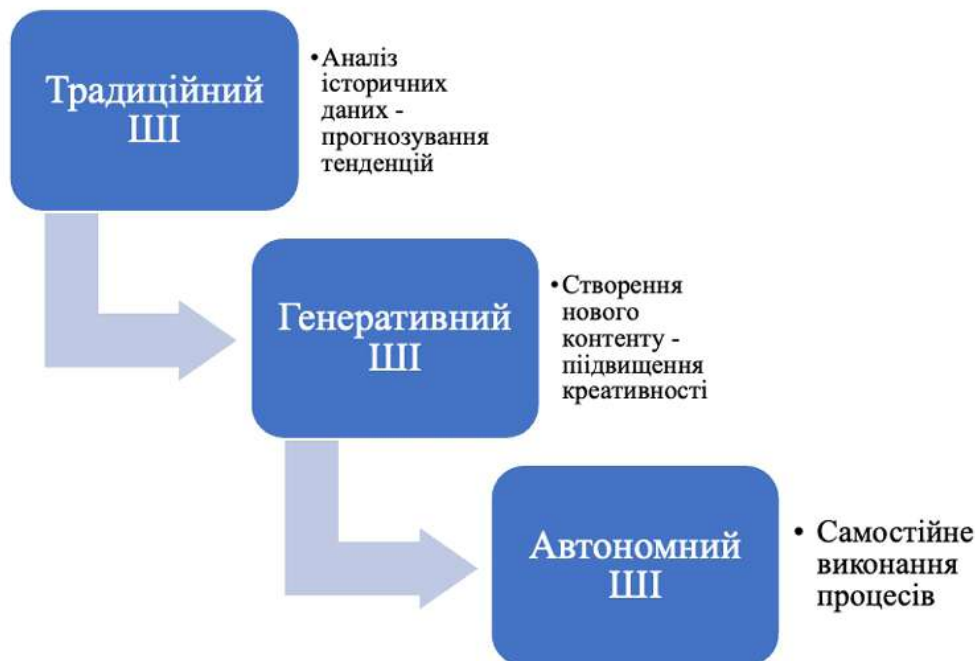 Традиційний
ШІ
•Аналіз
історичних
даних -
прогнозування
тенденцій
Генеративний
ШІ
•Створення
нового
контенту -
піідвищення
креативності
Автономний
ШІ
• Самостійне
виконання
процесів